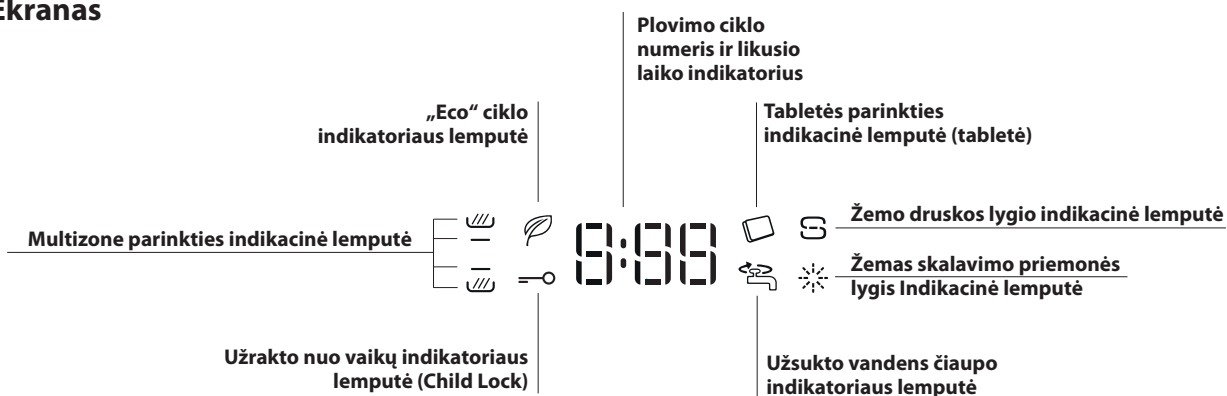 Ekranas
Plovimo ciklo
numeris ir likusio
laiko indikatorius
„Eco“ ciklo
indikatoriaus lemputė
Tabletės parinkties
indikacinė lemputė (tabletė)
Multizone parinkties indikacinė lemputė
8:88
Žemo druskos lygio indikacinė lemputė
Žemas skalavimo priemonės
lygis Indikacinė lemputė
Užrakto nuo vaikų indikatoriaus
lemputė (Child Lock)
Užsukto vandens čiaupo
indikatoriaus lemputė